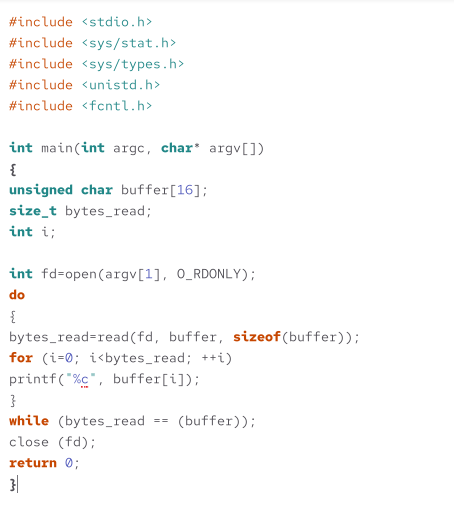 #include <stdio.h>
#include <sys/stat.h>
#include <sys/types.h>
#include <unistd.h>
#include <fcntl.h>
int main(int argc, char* argv[])
{
unsigned char buffer[16];
size_t bytes_read;
int i;
int fd=open(argv[1], O_RDONLY);
do
{
bytes_read=read(fd, buffer, sizeof(buffer));
for (i=0; i<bytes_read; ++i)
printf("%c", buffer[i]);
}
while (bytes_read == (buffer));
close (fd);
return 0;
}